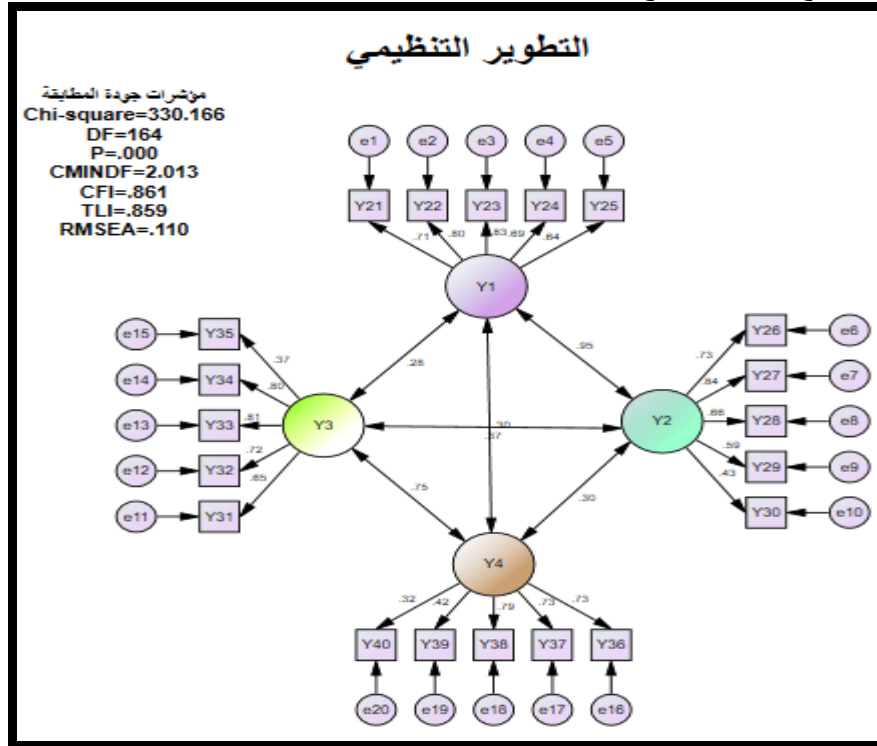 التطوير التنظيمي
مؤشرات جودة المطابقة
Chi-square=330.166
DF=164
P=.000
CMINDF=2.013
CFI=.861
TLI=.859
RMSEA=.110
e1 e2 e3 e4 e5
Y21 Y22 Y23 Y24 Y25
.71 .80 .83 .69 .64
Y1
e15 Y35 Y26 e6
.28 .95
.37 .73
e14 Y34 Y27 e7
.80 .84
e13 Y33 .81 Y3 .30 Y2 .66 Y28 e8
.37
e12 Y32 .72 .59 Y29 e9
.65 .75 .30 .43
e11 Y31 Y30 e10
Y4
.32 .42 .79 .73 .73
Y40 Y39 Y38 Y37 Y36
e20 e19 e18 e17 e16